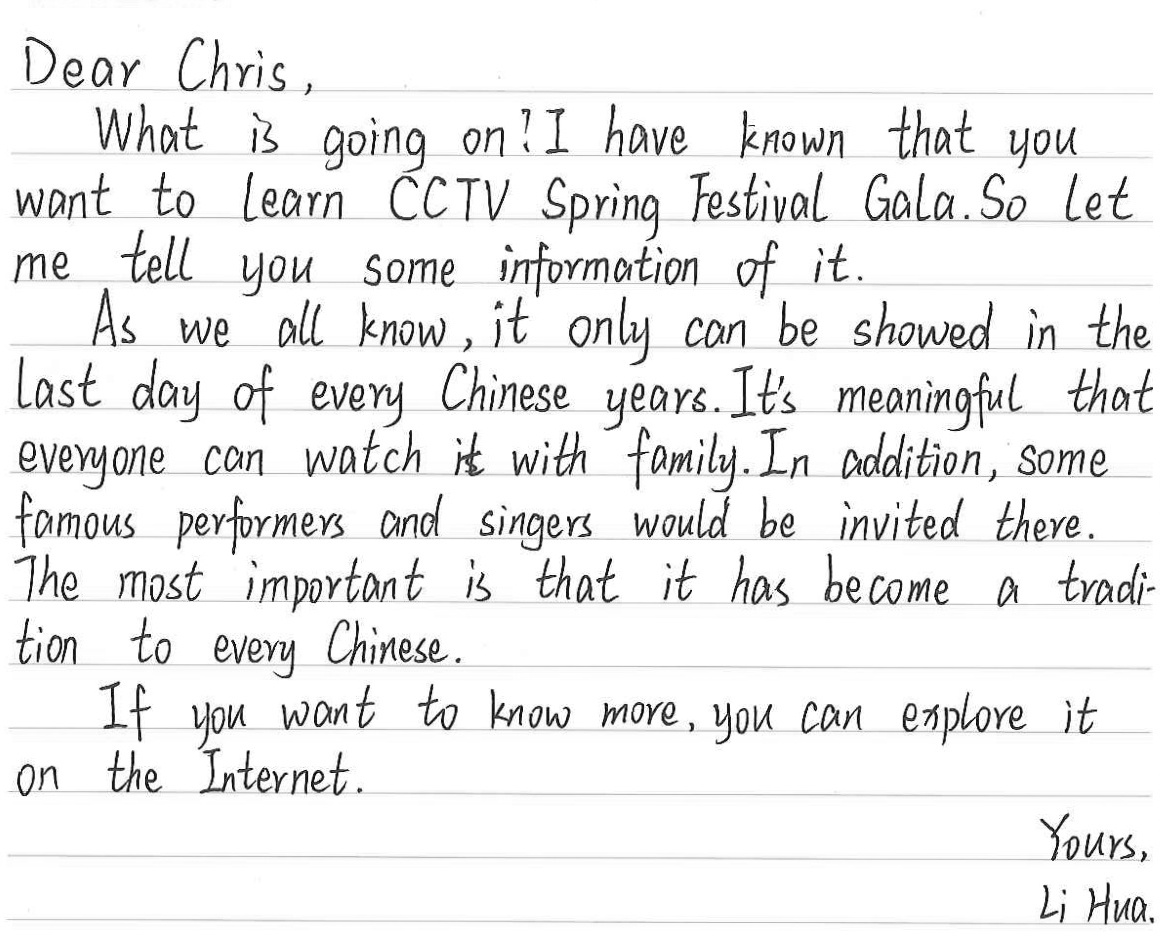 Dear Chris,
What is going on? I have known that you
want to learn CCTV Spring Festival Gala. So let
me tell you some information of it.
As we all know, it only can be showed in the
last day of every Chinese years. It's meaningful that
everyone can watch it with family. In addition, some
famous performers and singers would be invited there.
The most important is that it has become a tradi-
tion to every Chinese.
If you want to know more, you can explore it
on the Internet.
Yours,
Li Hua.